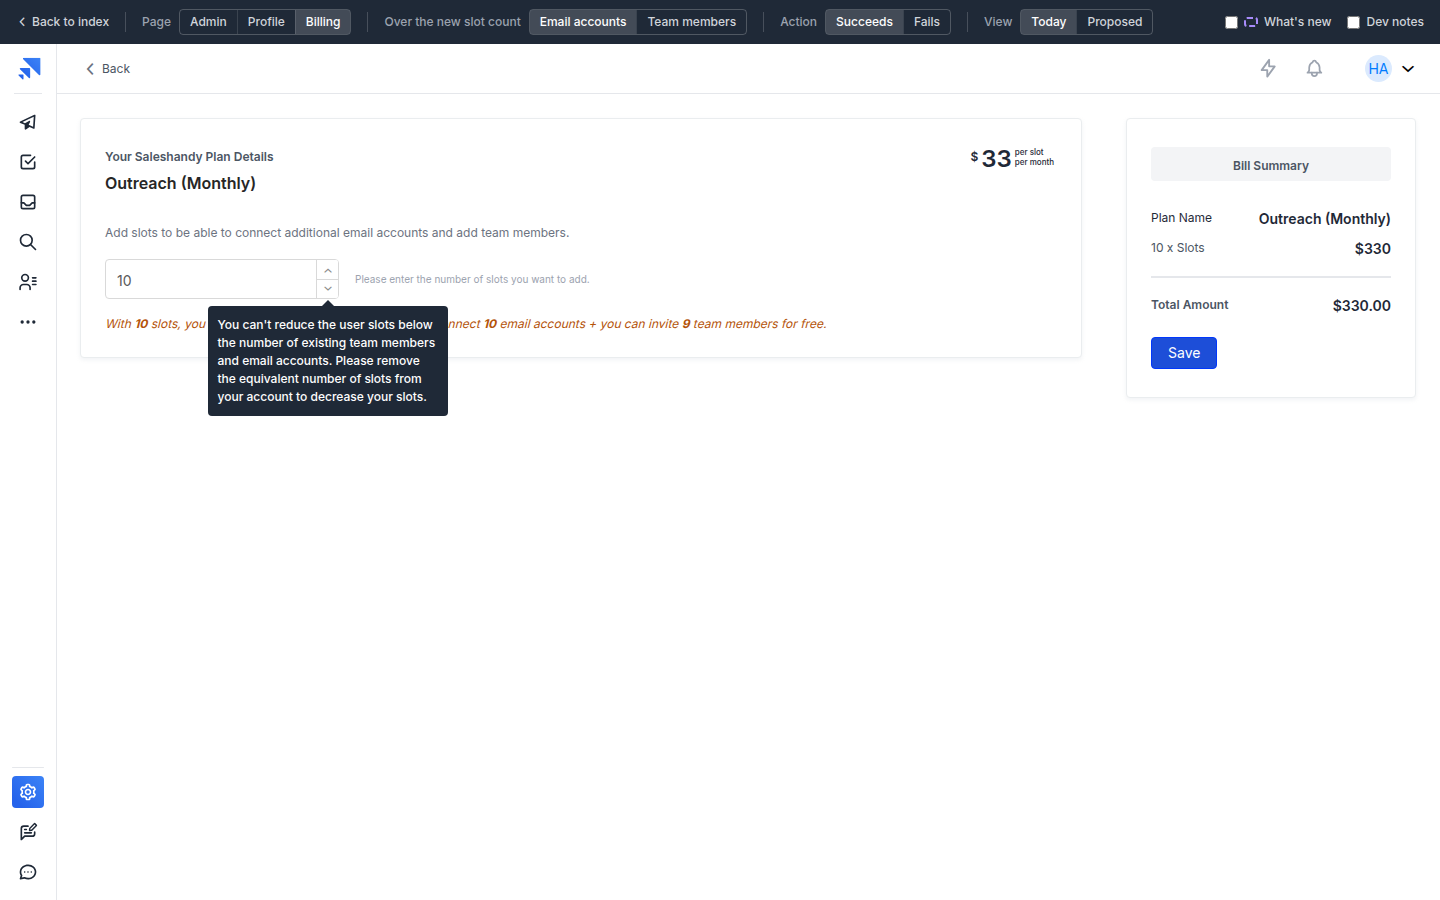 Back to index
Page
Admin
Profile
Billing
Over the new slot count
Email accounts
Team members
Action
Succeeds
Fails
View
Today
Proposed
What's new
Dev notes
Back
HA
Your Saleshandy Plan Details
Outreach (Monthly)
$ 33 per slot
per month
Add slots to be able to connect additional email accounts and add team members.
10
Please enter the number of slots you want to add.
With 10 slots, you nnect 10 email accounts + you can invite 9 team members for free.
You can't reduce the user slots below
the number of existing team members
and email accounts. Please remove
the equivalent number of slots from
your account to decrease your slots.
Bill Summary
Plan Name Outreach (Monthly)
10 x Slots $330
Total Amount $330.00
Save